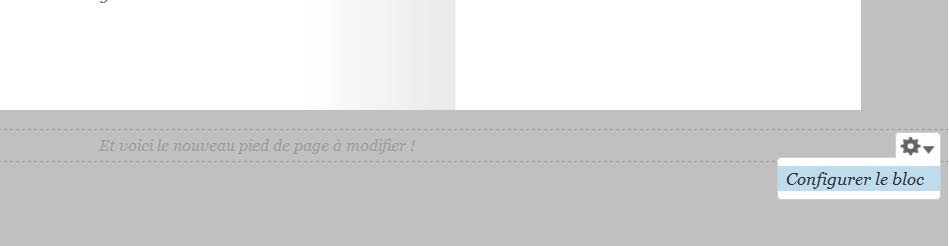 Et voici le nouveau pied de page à modifier !
Configurer le bloc